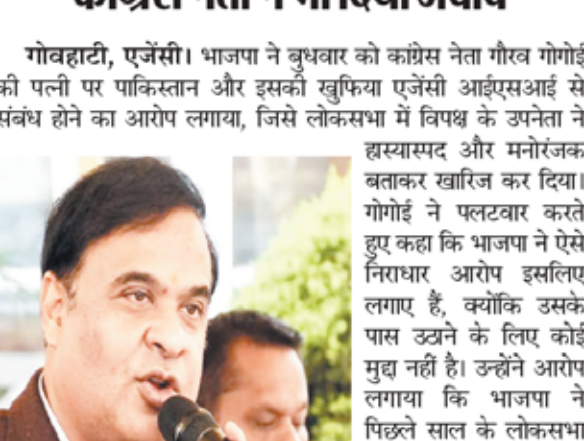 गोवहाटी, एजेंसी। भाजपा ने बुधवार को कांग्रेस नेता गौरव गोगोई
की पत्नी पर पाकिस्तान और इसकी खुफिया एजेंसी आईएसआई से
संबंध होने का आरोप लगाया, जिसे लोकसभा में विपक्ष के उपनेता ने
हास्यास्पद और मनोरंजक
बताकर खारिज कर दिया।
गोगोई ने पलटवार करते
हुए कहा कि भाजपा ने ऐसे
निराधार आरोप इसलिए
लगाए हैं, क्योंकि उसके
पास उठाने के लिए कोई
मुद्दा नहीं है। उन्होंने आरोप
लगाया कि भाजपा ने
पिछले साल के लोकसभा